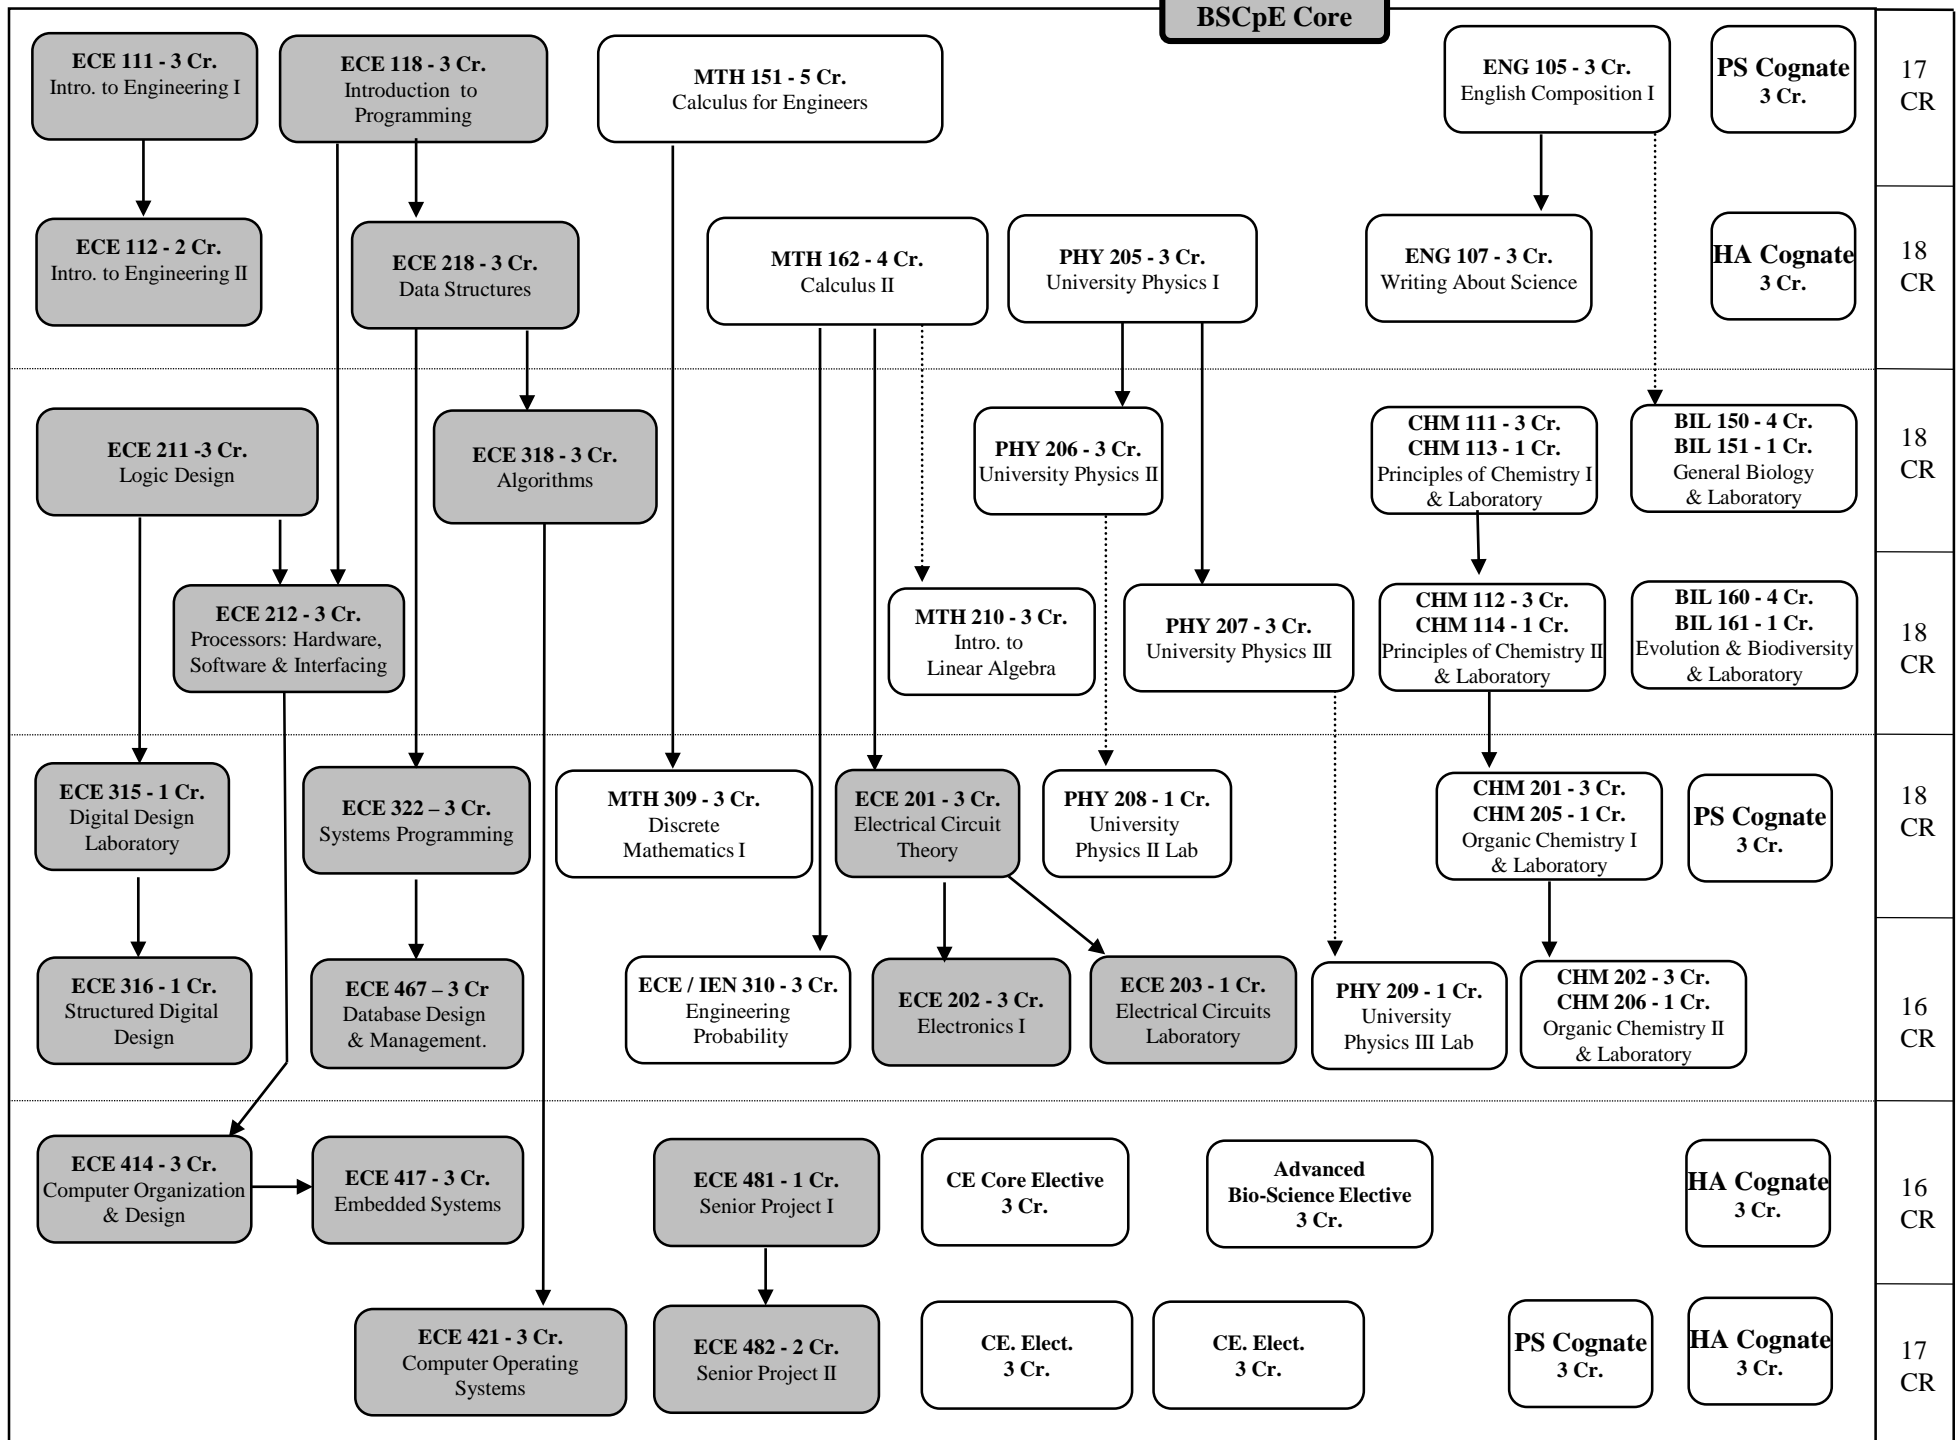 BSCpE Core
ECE 111 - 3 Cr.
Intro. to Engineering I
ECE 118 - 3 Cr.
Introduction to
Programming
MTH 151 - 5 Cr.
Calculus for Engineers
ENG 105 - 3 Cr.
English Composition I
PS Cognate
3 Cr.
17
CR
ECE 112 - 2 Cr.
Intro. to Engineering II
ECE 218 - 3 Cr.
Data Structures
MTH 162 - 4 Cr.
Calculus II
PHY 205 - 3 Cr.
University Physics I
ENG 107 - 3 Cr.
Writing About Science
HA Cognate
3 Cr.
18
CR
ECE 211 -3 Cr.
Logic Design
ECE 318 - 3 Cr.
Algorithms
PHY 206 - 3 Cr.
University Physics II
CHM 111 - 3 Cr.
CHM 113 - 1 Cr.
Principles of Chemistry I
& Laboratory
BIL 150 - 4 Cr.
BIL 151 - 1 Cr.
General Biology
& Laboratory
18
CR
ECE 212 - 3 Cr.
Processors: Hardware,
Software & Interfacing
MTH 210 - 3 Cr.
Intro. to
Linear Algebra
PHY 207 - 3 Cr.
University Physics III
CHM 112 - 3 Cr.
CHM 114 - 1 Cr.
Principles of Chemistry II
& Laboratory
BIL 160 - 4 Cr.
BIL 161 - 1 Cr.
Evolution & Biodiversity
& Laboratory
18
CR
ECE 315 - 1 Cr.
Digital Design
Laboratory
ECE 322 – 3 Cr.
Systems Programming
MTH 309 - 3 Cr.
Discrete
Mathematics I
ECE 201 - 3 Cr.
Electrical Circuit
Theory
PHY 208 - 1 Cr.
University
Physics II Lab
CHM 201 - 3 Cr.
CHM 205 - 1 Cr.
Organic Chemistry I
& Laboratory
PS Cognate
3 Cr.
18
CR
ECE 316 - 1 Cr.
Structured Digital
Design
ECE 467 – 3 Cr
Database Design
& Management.
ECE / IEN 310 - 3 Cr.
Engineering
Probability
ECE 202 - 3 Cr.
Electronics I
ECE 203 - 1 Cr.
Electrical Circuits
Laboratory
PHY 209 - 1 Cr.
University
Physics III Lab
CHM 202 - 3 Cr.
CHM 206 - 1 Cr.
Organic Chemistry II
& Laboratory
16
CR
ECE 414 - 3 Cr.
Computer Organization
& Design
ECE 417 - 3 Cr.
Embedded Systems
ECE 481 - 1 Cr.
Senior Project I
CE Core Elective
3 Cr.
Advanced
Bio-Science Elective
3 Cr.
HA Cognate
3 Cr.
16
CR
ECE 421 - 3 Cr.
Computer Operating
Systems
ECE 482 - 2 Cr.
Senior Project II
CE. Elect.
3 Cr.
CE. Elect.
3 Cr.
PS Cognate
3 Cr.
HA Cognate
3 Cr.
17
CR